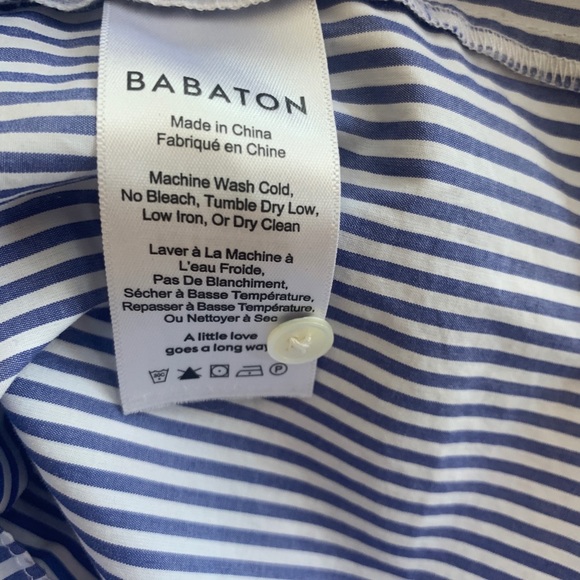 BABATON
Made in China
Fabriqué en Chine
Machine Wash Cold,
No Bleach, Tumble Dry Low,
Low Iron, Or Dry Clean
Laver à La Machine à
L'eau Froide,
Pas De Blanchiment,
Sécher à Basse Température,
Repasser à Basse Température,
Ou Nettoyer à Sec
A little love
goes a long way